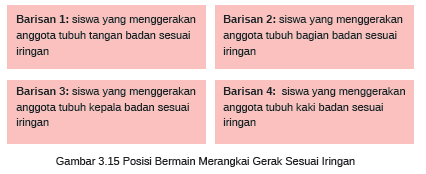 Barisan 1: siswa yang menggerakan
anggota tubuh tangan badan sesuai
iringan
Barisan 2: siswa yang menggerakan
anggota tubuh bagian badan sesuai
iringan
Barisan 3: siswa yang menggerakan
anggota tubuh kepala badan sesuai
iringan
Barisan 4: siswa yang menggerakan
anggota tubuh kaki badan sesuai
iringan
Gambar 3.15 Posisi Bermain Merangkai Gerak Sesuai Iringan